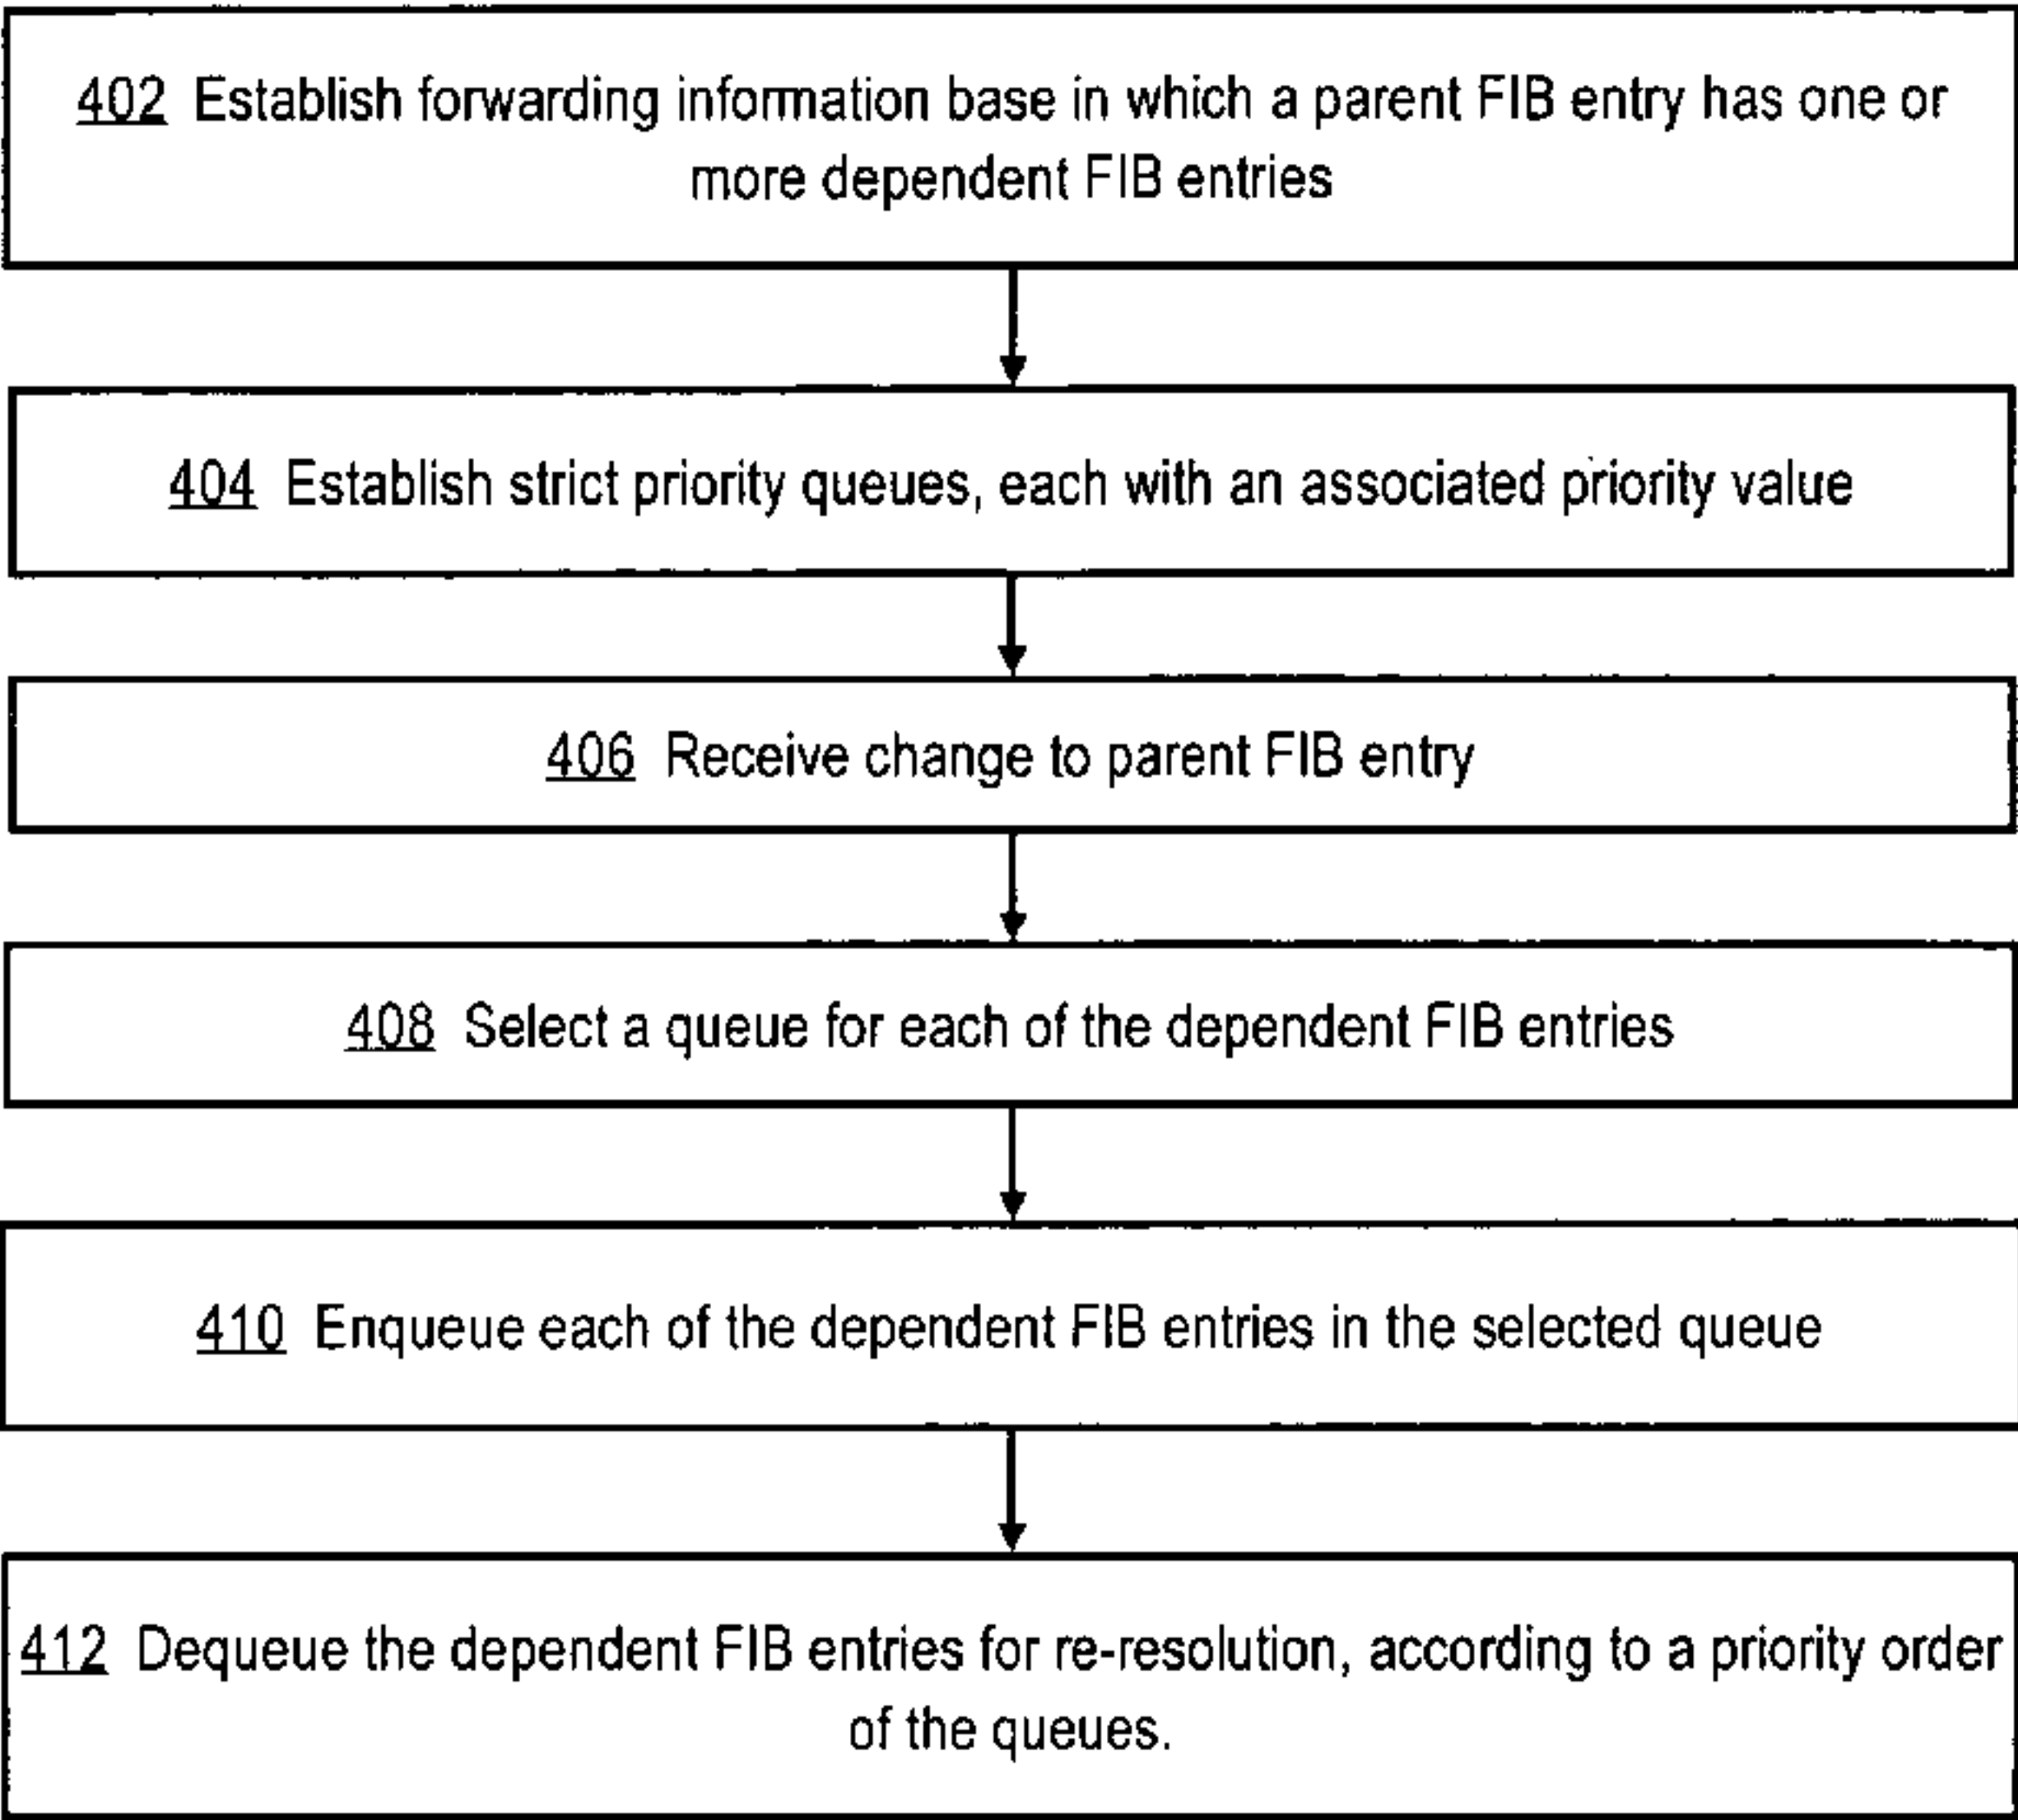 402 Establish forwarding information base in which a parent FIB entry has one or
more dependent FIB entries
404 Establish strict priority queues, each with an associated priority value
406 Receive change to parent FIB entry
408 Select a queue for each of the dependent FIB entries
410 Enqueue each of the dependent FIB entries in the selected queue
412 Dequeue the dependent FIB entries for re-resolution, according to a priority order
of the queues.